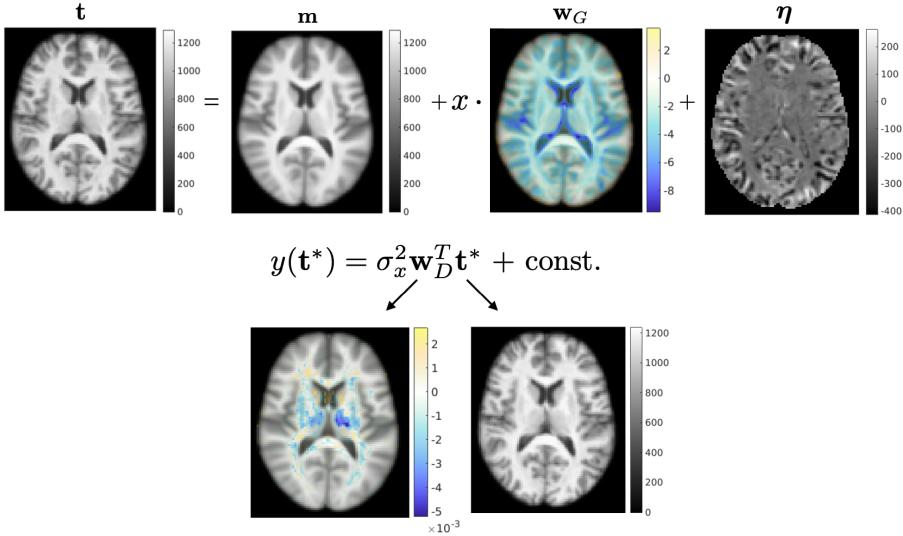 t m w_G η
1200 1000 800 600 400 200 0
=
1200 1000 800 600 400 200 0
+ x ·
2 0 -2 -4 -6 -8
+
200 100 0 -100 -200 -300 -400
y(t*) = σ_x^2 w_D^T t* + const.
2 1 0 -1 -2 -3 -4 -5
×10^-3
1200 1000 800 600 400 200 0